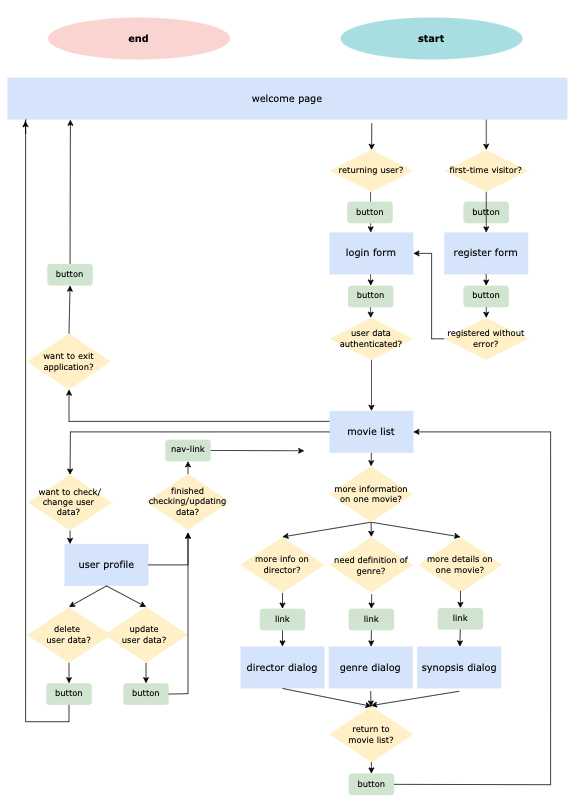 end
start
welcome page
returning user?
first-time visitor?
button
button
login form
register form
button
button
button
user data
authenticated?
registered without
error?
want to exit
application?
movie list
nav-link
more information
on one movie?
want to check/
change user
data?
finished
checking/updating
data?
user profile
more info on
director?
need definition of
genre?
more details on
one movie?
link
link
link
delete
user data?
update
user data?
director dialog
genre dialog
synopsis dialog
button
button
return to
movie list?
button